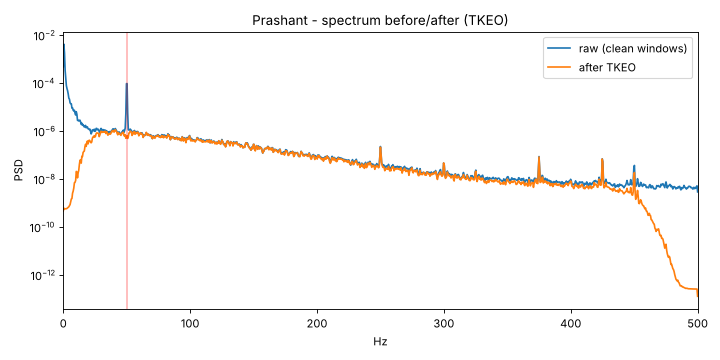 Prashant - spectrum before/after (TKEO)
raw (clean windows)
after TKEO
PSD
10⁻²
10⁻⁴
10⁻⁶
10⁻⁸
10⁻¹⁰
10⁻¹²
0 100 200 300 400 500
Hz